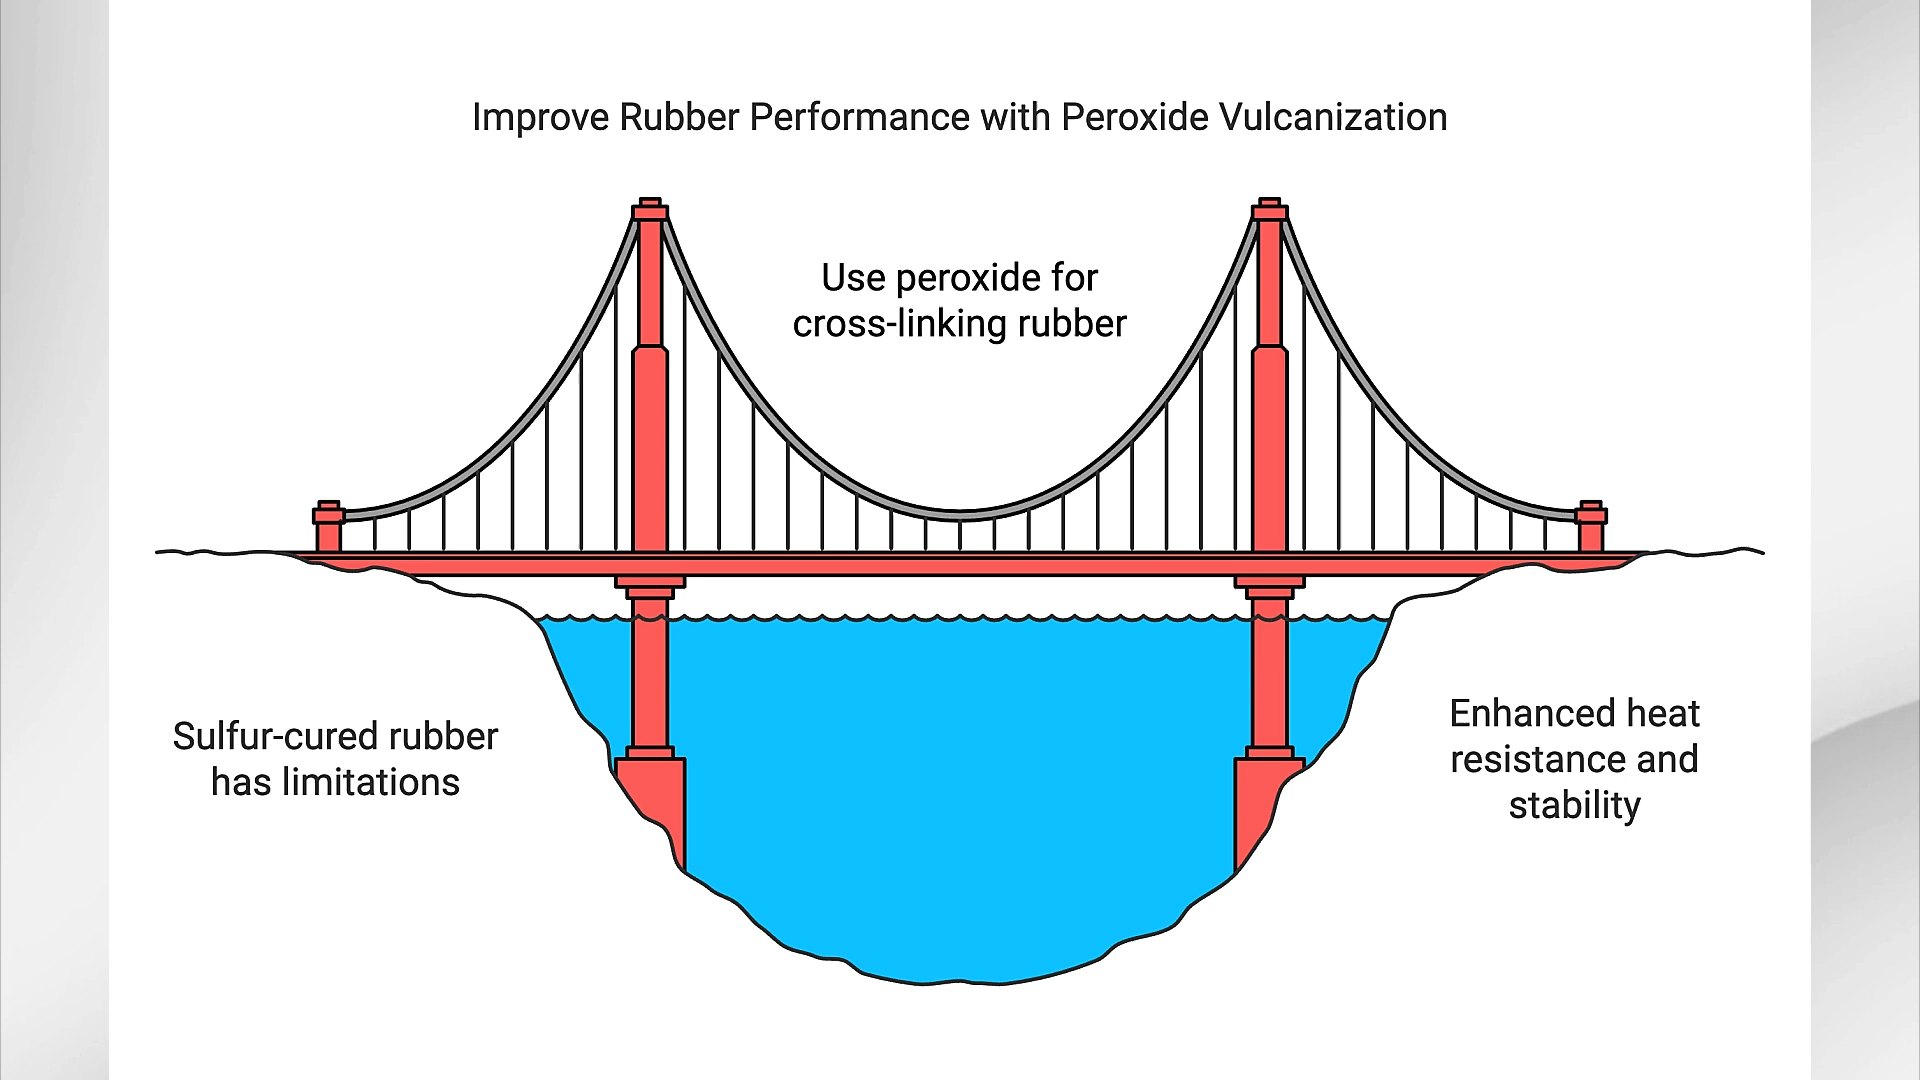 Improve Rubber Performance with Peroxide Vulcanization
Use peroxide for
cross-linking rubber
Sulfur-cured rubber
has limitations
Enhanced heat
resistance and
stability